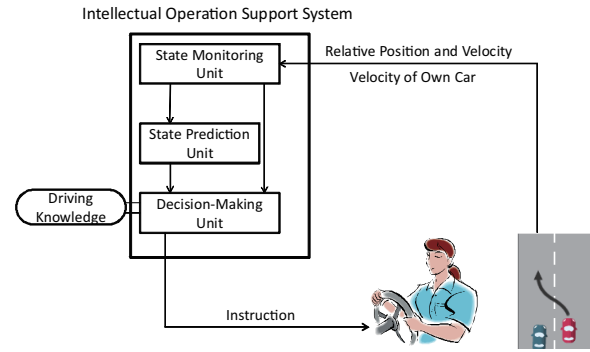 Intellectual Operation Support System
State Monitoring
Unit
Relative Position and Velocity
Velocity of Own Car
State Prediction
Unit
Driving
Knowledge
Decision-Making
Unit
Instruction